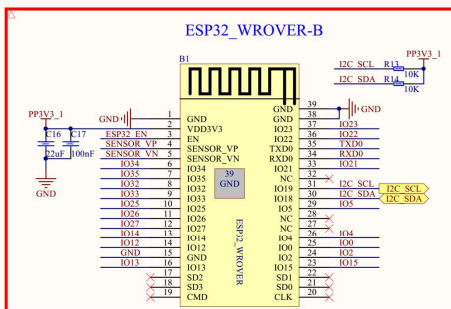 ESP32_WROVER-B
B1
I2C_SCL R13 PP3V3_1
10K
I2C_SDA R14
10K
PP3V3_1 GND 1 GND GND 39 GND
2 VDD3V3 GND 38
C16 C17 ESP32_EN 3 EN IO23 37 IO23
SENSOR_VP 4 SENSOR_VP IO22 36 IO22
22uF 100nF SENSOR_VN 5 SENSOR_VN TXD0 35 TXD0
IO34 6 IO34 RXD0 34 RXD0
GND IO35 7 IO35 39 IO21 33 IO21
IO32 8 IO32 GND NC 32
IO33 9 IO33 IO19 31 I2C_SCL I2C_SCL
IO25 10 IO25 IO18 30 I2C_SDA I2C_SDA
IO26 11 IO26 IO5 29 IO5
IO27 12 IO27 NC 28
IO14 13 IO14 NC 27
IO12 14 IO12 IO4 26 IO4
GND 15 GND IO0 25 IO0
IO13 16 IO13 IO2 24 IO2
17 SD2 IO15 23 IO15
18 SD3 SD1 22
19 CMD SD0 21
CLK 20
ESP32_WROVER